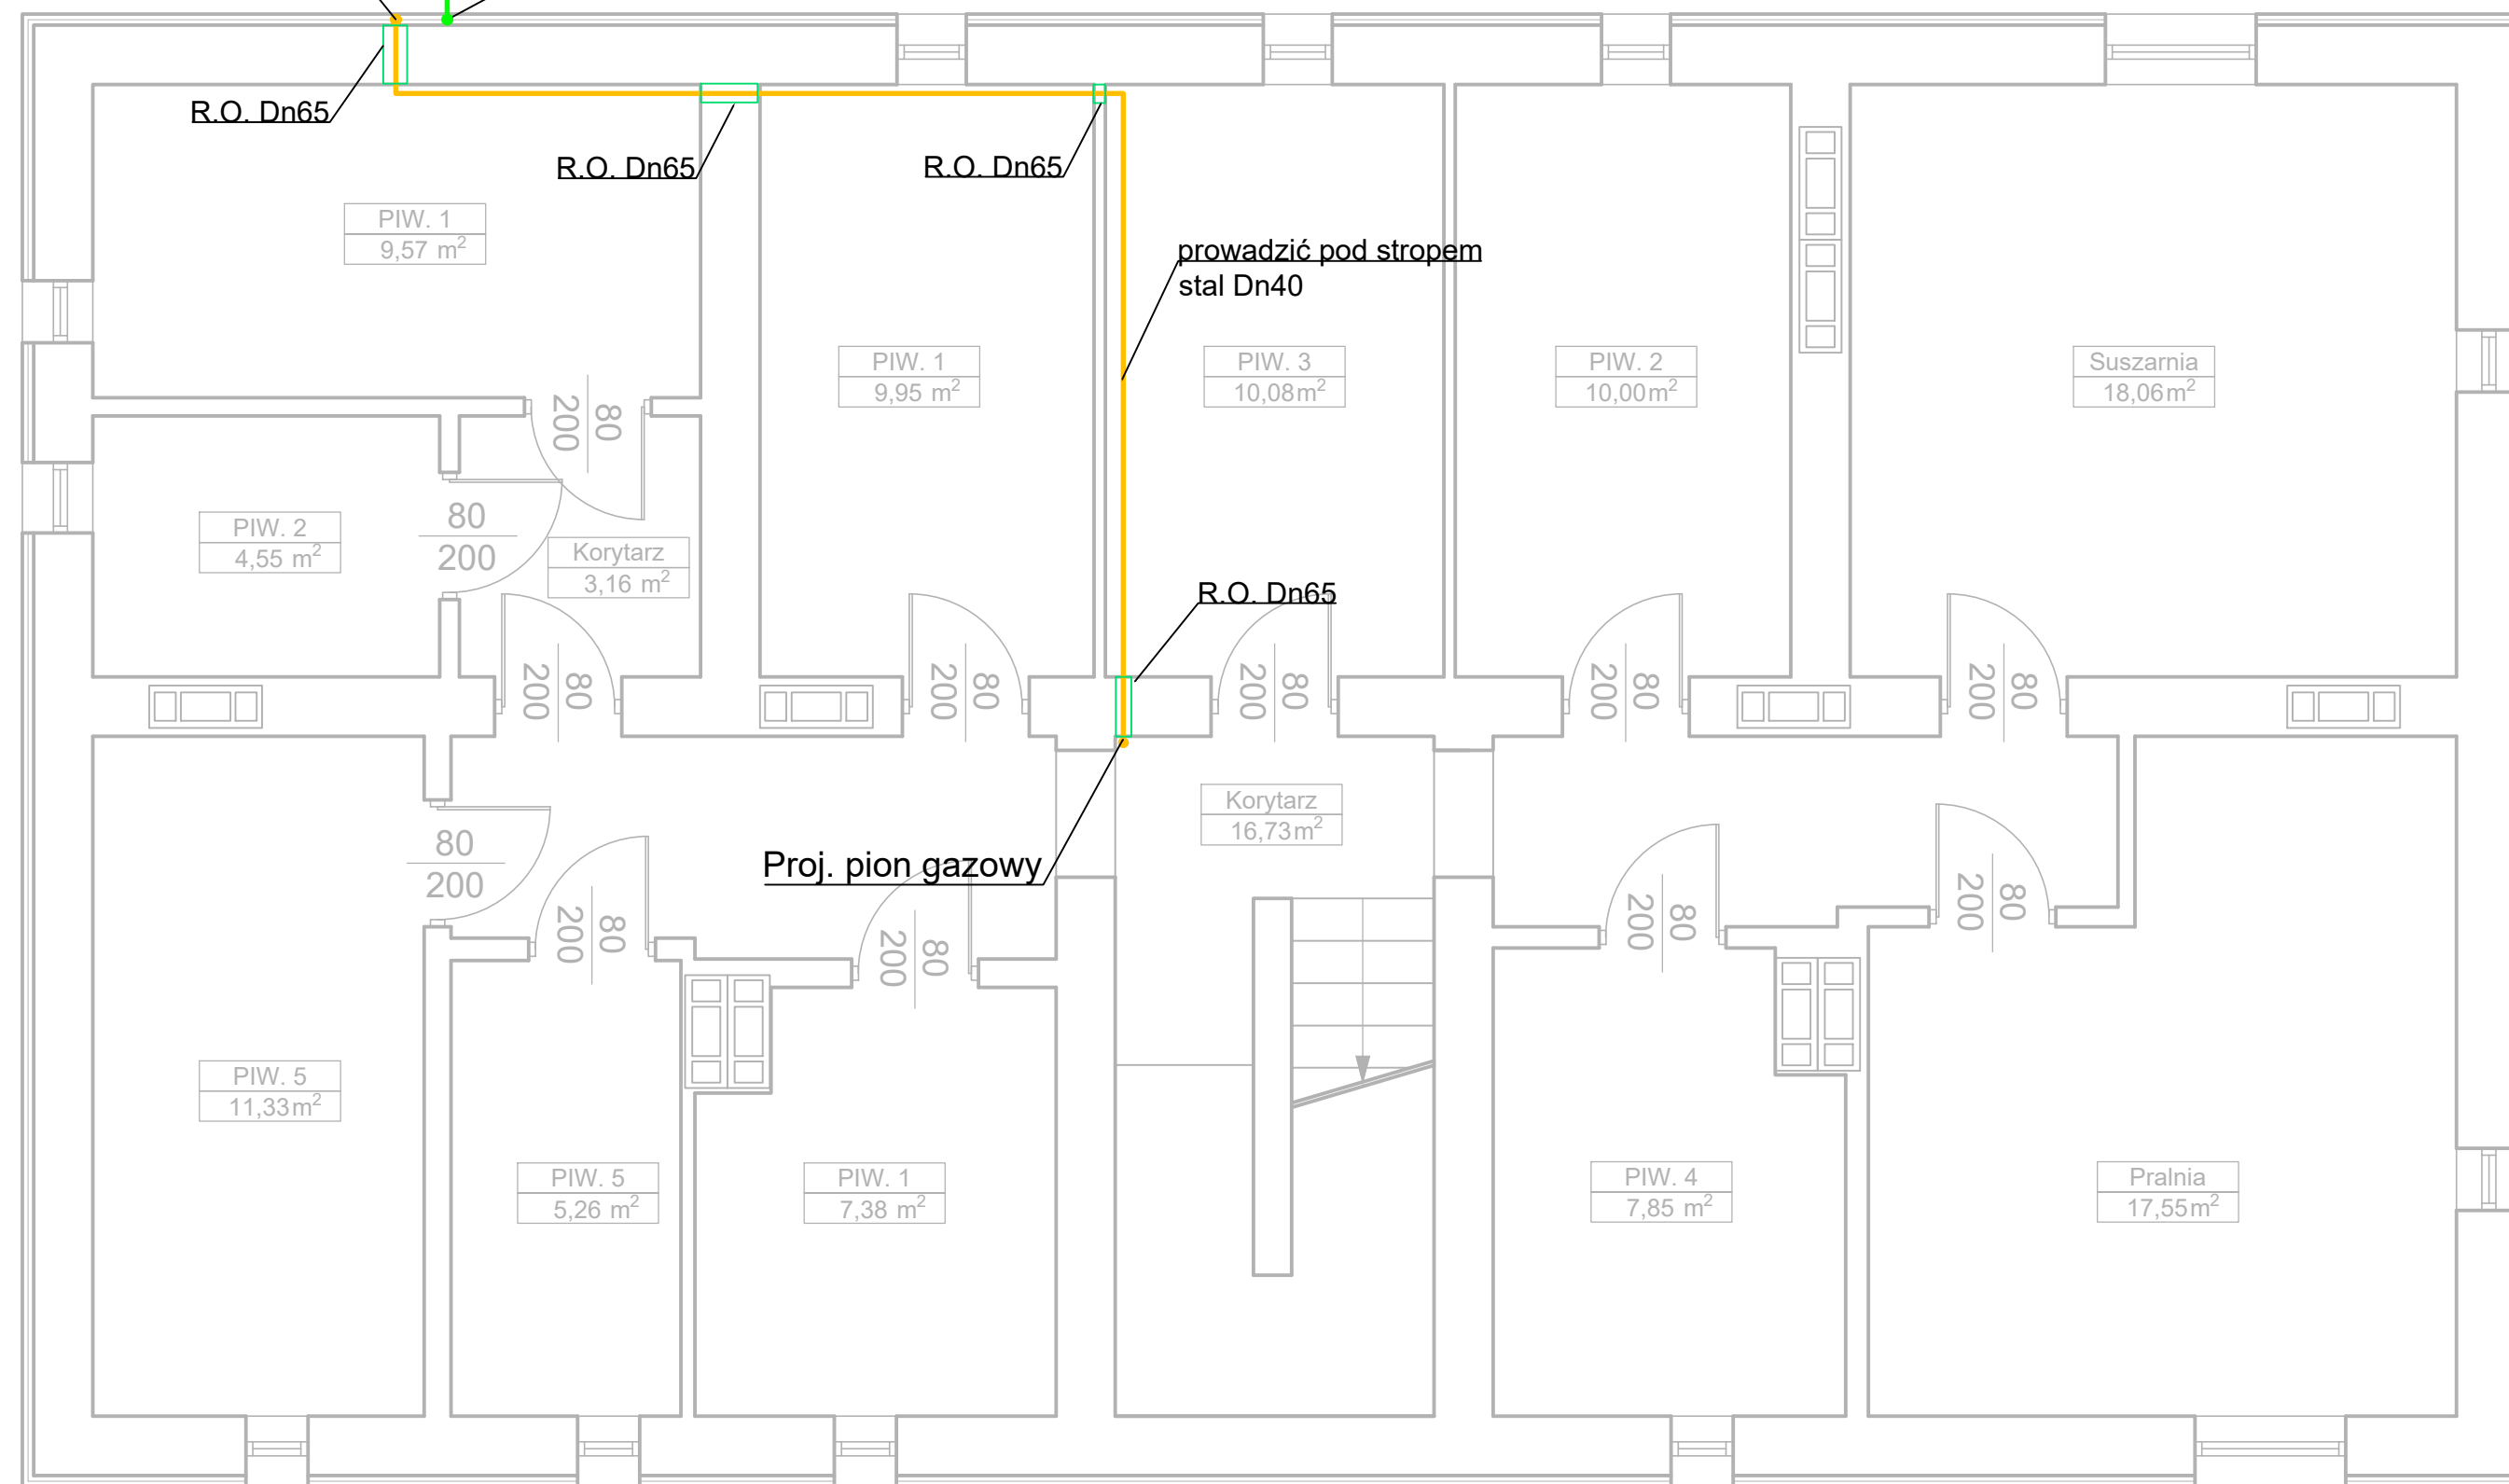 R.O. Dn65
R.O. Dn65
R.O. Dn65
PIW. 1
9,57 m²
prowadzić pod stropem
stal Dn40
PIW. 1
9,95 m²
PIW. 3
10,08m²
PIW. 2
10,00m²
Suszarnia
18,06m²
80
200
PIW. 2
4,55 m²
80
200
Korytarz
3,16 m²
R.O. Dn65
80
200
80
200
80
200
80
200
80
200
Korytarz
16,73m²
Proj. pion gazowy
80
200
80
200
80
200
80
200
80
200
PIW. 5
11,33m²
PIW. 5
5,26 m²
PIW. 1
7,38 m²
PIW. 4
7,85 m²
Pralnia
17,55m²